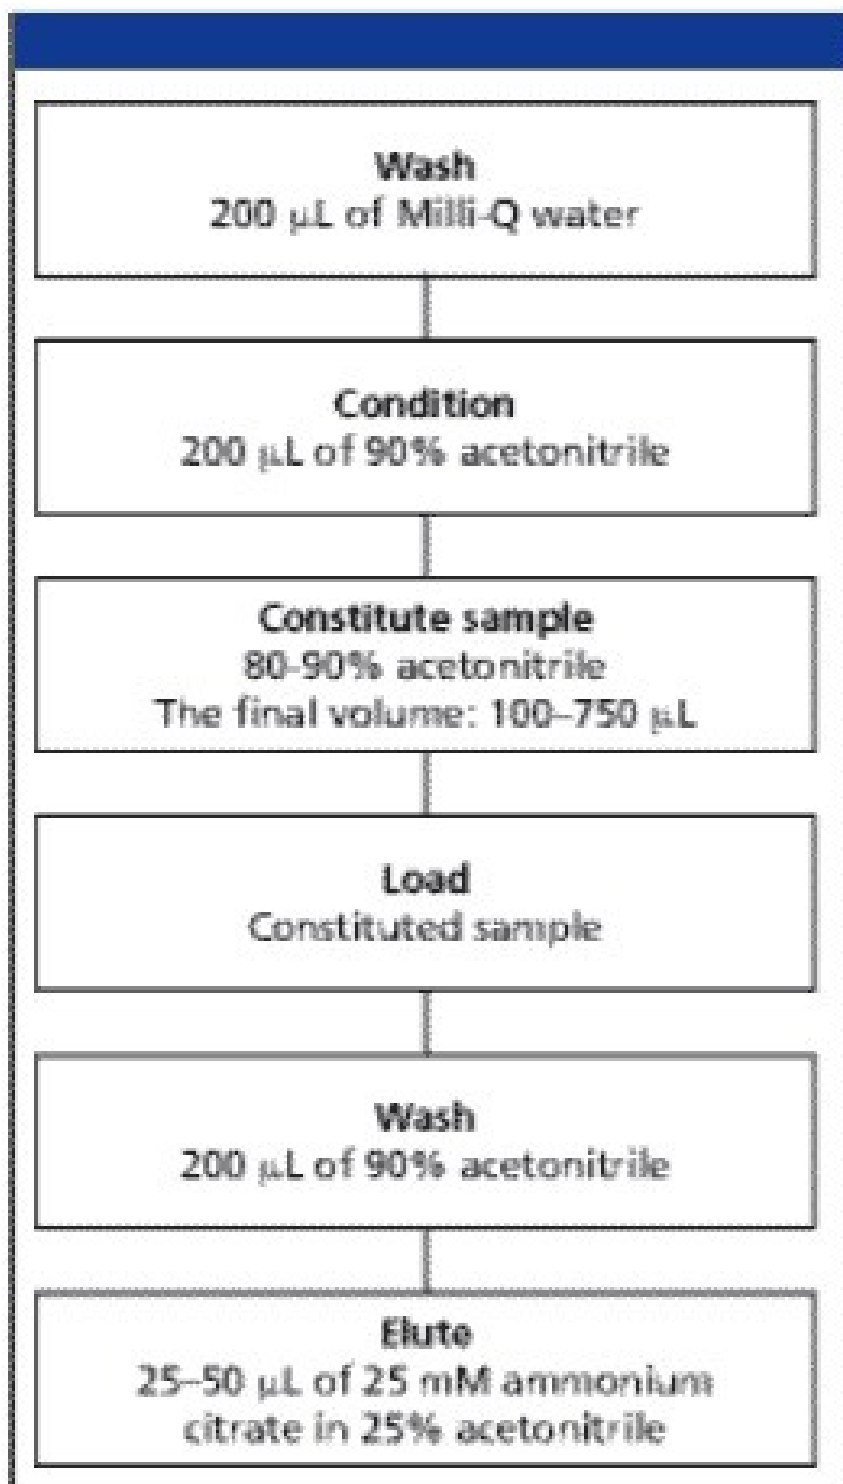 Wash
200 µL of Milli-Q water
Condition
200 µL of 90% acetonitrile
Constitute sample
80-90% acetonitrile
The final volume: 100–750 µL
Load
Constituted sample
Wash
200 µL of 90% acetonitrile
Elute
25–50 µL of 25 mM ammonium
citrate in 25% acetonitrile